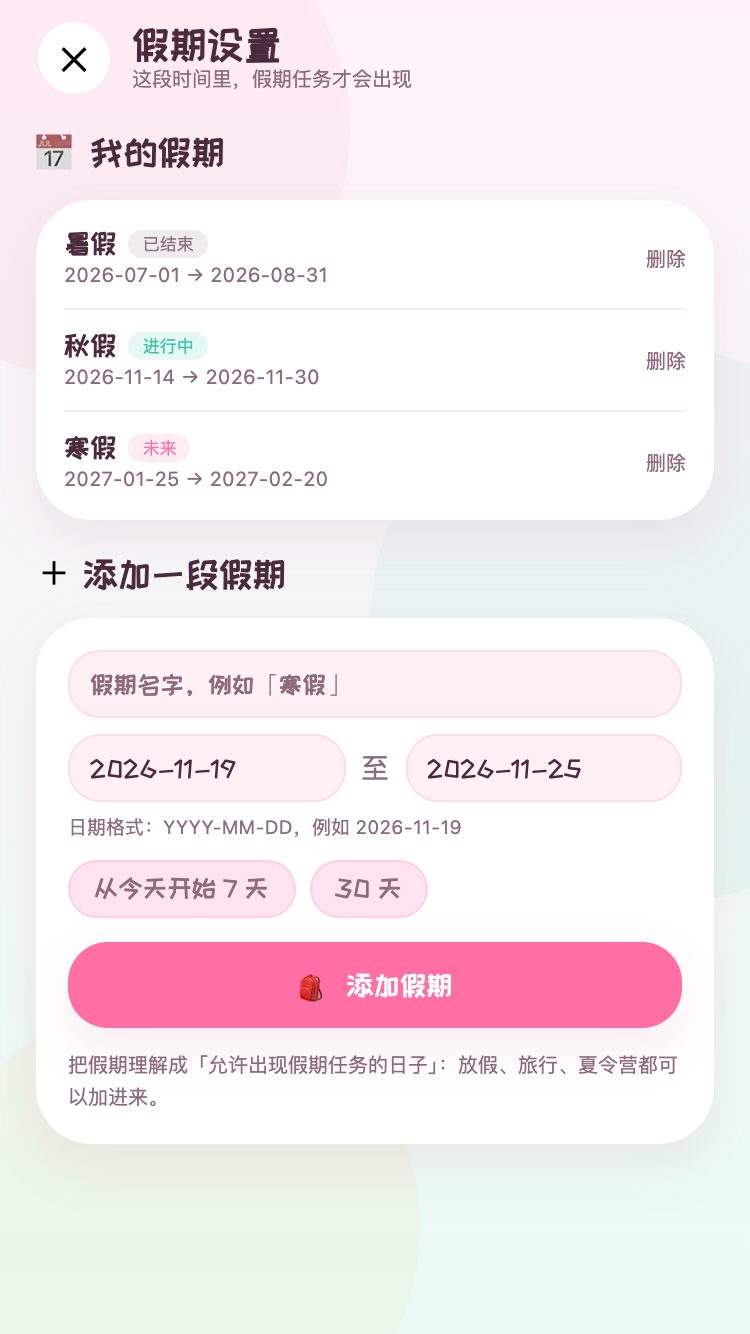 假期设置
这段时间里，假期任务才会出现
JUL
17
我的假期
暑假 已结束
2026-07-01 → 2026-08-31
删除
秋假 进行中
2026-11-14 → 2026-11-30
删除
寒假 未来
2027-01-25 → 2027-02-20
删除
+ 添加一段假期
假期名字，例如「寒假」
2026-11-19 至 2026-11-25
日期格式：YYYY-MM-DD，例如 2026-11-19
从今天开始 7 天 30 天
添加假期
把假期理解成「允许出现假期任务的日子」：放假、旅行、夏令营都可
以加进来。